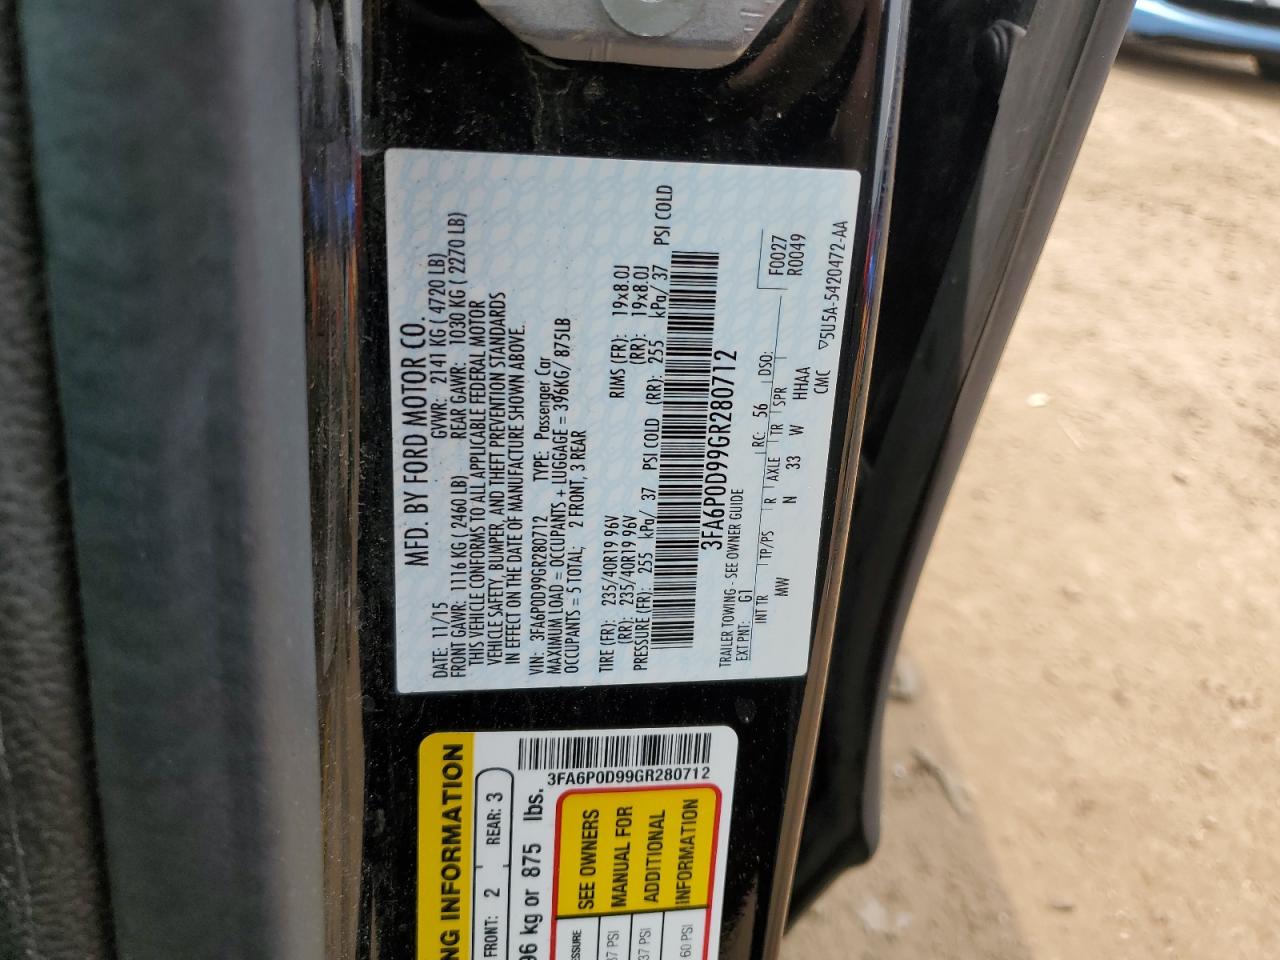 MFD. BY FORD MOTOR CO.
DATE: 11/15 GVWR: 2141 KG ( 4720 LB)
FRONT GAWR: 1116 KG ( 2460 LB) REAR GAWR: 1030 KG ( 2270 LB)
THIS VEHICLE CONFORMS TO ALL APPLICABLE FEDERAL MOTOR
VEHICLE SAFETY, BUMPER, AND THEFT PREVENTION STANDARDS
IN EFFECT ON THE DATE OF MANUFACTURE SHOWN ABOVE.
VIN: 3FA6P0D99GR280712 TYPE: Passenger Car
MAXIMUM LOAD = OCCUPANTS + LUGGAGE = 396KG/ 875LB
OCCUPANTS = 5 TOTAL; 2 FRONT, 3 REAR
TIRE (FR): 235/40R19 96V RIMS (FR): 19x8.0J
(RR): 235/40R19 96V (RR): 19x8.0J
PRESSURE (FR): 255 kPa/ 37 PSI COLD (RR): 255 kPa/ 37 PSI COLD
3FA6P0D99GR280712
TRAILER TOWING - SEE OWNER GUIDE
EXT PNT: G1 RC: 56 DSO: F0027
R0049
INT TR TP/PS R AXLE TR SPR
MW N 33 W HHAA
CMC ▽5U5A-5420472-AA
NG INFORMATION
FRONT: 2 REAR: 3
96 kg or 875 lbs.
3FA6P0D99GR280712
SEE OWNERS
MANUAL FOR
ADDITIONAL
INFORMATION
37 PSI
37 PSI
60 PSI